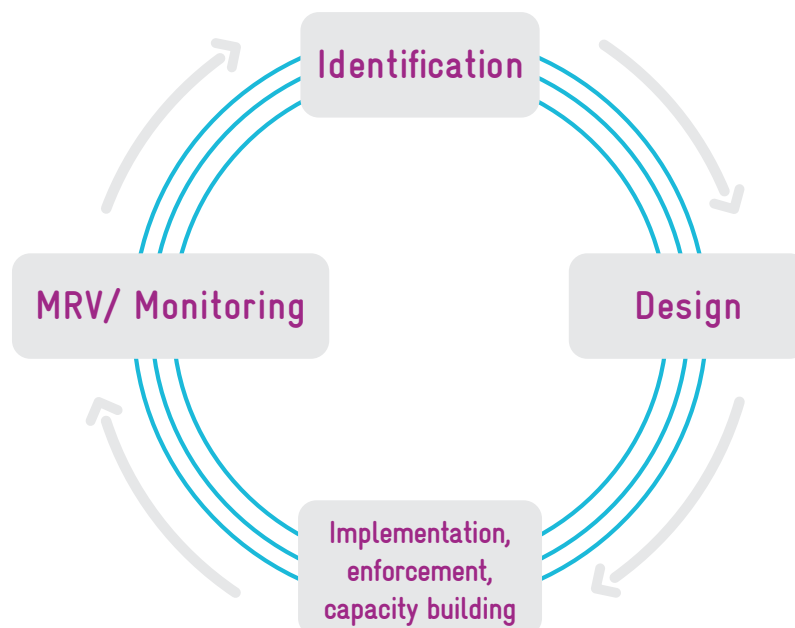 Identification
MRV/ Monitoring
Design
Implementation,
enforcement,
capacity building